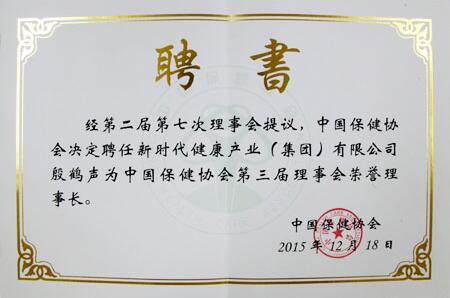 聘書
经第二届第七次理事会提议，中国保健协
会决定聘任新时代健康产业（集团）有限公司
殷鹤声为中国保健协会第三届理事会荣誉理
事长。
中国保健协会
2015年12月18日